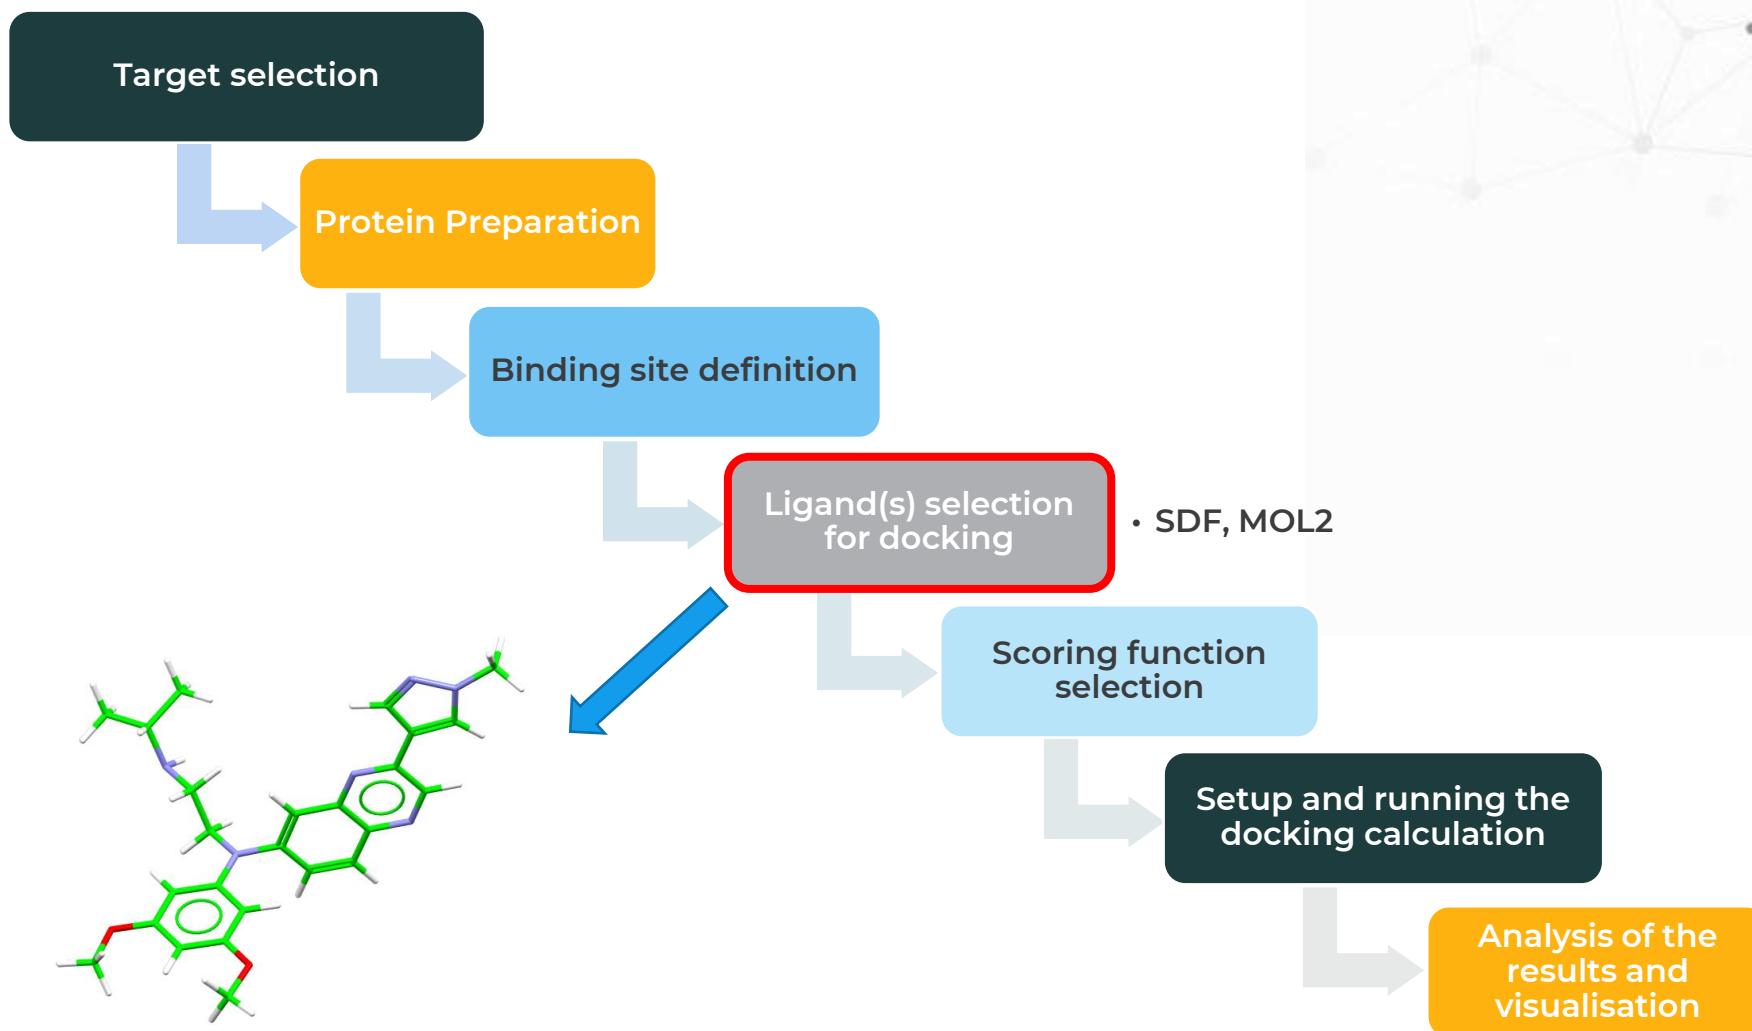 Target selection
Protein Preparation
Binding site definition
Ligand(s) selection
for docking
• SDF, MOL2
Scoring function
selection
Setup and running the
docking calculation
Analysis of the
results and
visualisation